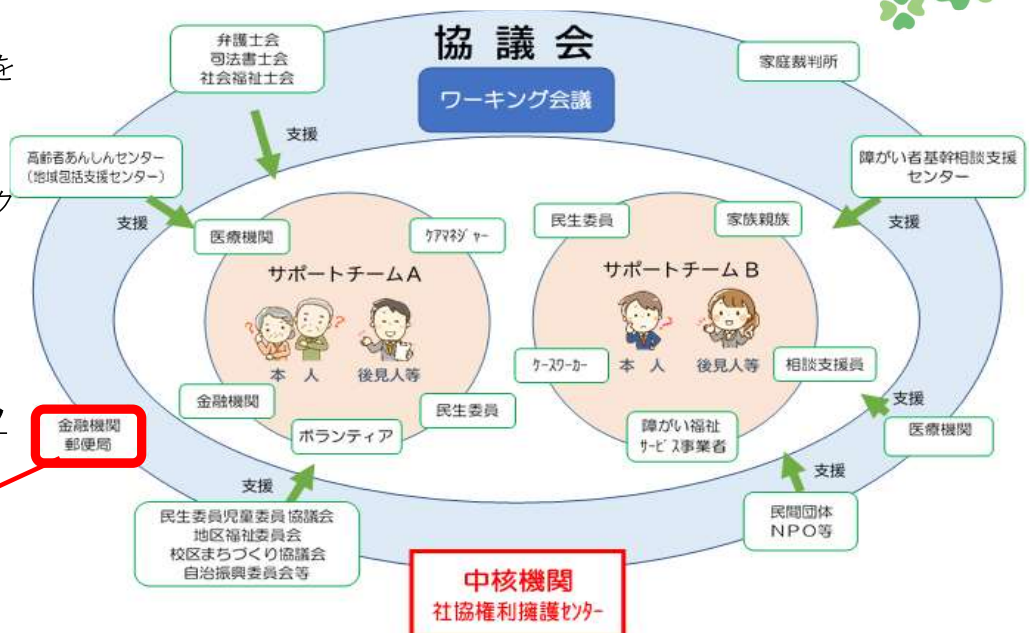 を
ク
協議会
ワーキング会議
弁護士会
司法書士会
社会福祉士会
支援
家庭裁判所
高齢者あんしんセンター
（地域包括支援センター）
支援
障がい者基幹相談支援
センター
支援
医療機関
ケアマネジャー
サポートチームA
本 人
後見人等
金融機関
ボランティア
民生委員
民生委員
家族親族
サポートチーム B
ケースワーカー
本 人
後見人等
相談支援員
障がい福祉
サービス事業者
金融機関
郵便局
支援
民生委員児童委員協議会
地区福祉委員会
校区まちづくり協議会
自治振興委員会等
支援
医療機関
支援
民間団体
NPO等
中核機関
社協権利擁護センター